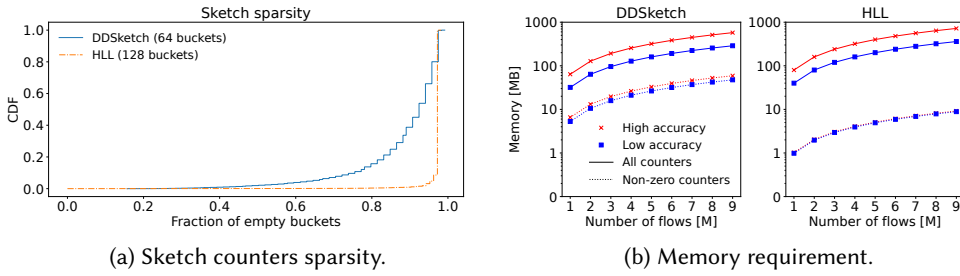 Sketch sparsity
DDSketch (64 buckets)
HLL (128 buckets)
CDF
1.0
0.8
0.6
0.4
0.2
0.0
0.0 0.2 0.4 0.6 0.8 1.0
Fraction of empty buckets
(a) Sketch counters sparsity.
DDSketch
Memory [MB]
1000
100
10
1
0
High accuracy
Low accuracy
All counters
Non-zero counters
1 2 3 4 5 6 7 8 9
Number of flows [M]
HLL
1000
100
10
1
0
1 2 3 4 5 6 7 8 9
Number of flows [M]
(b) Memory requirement.